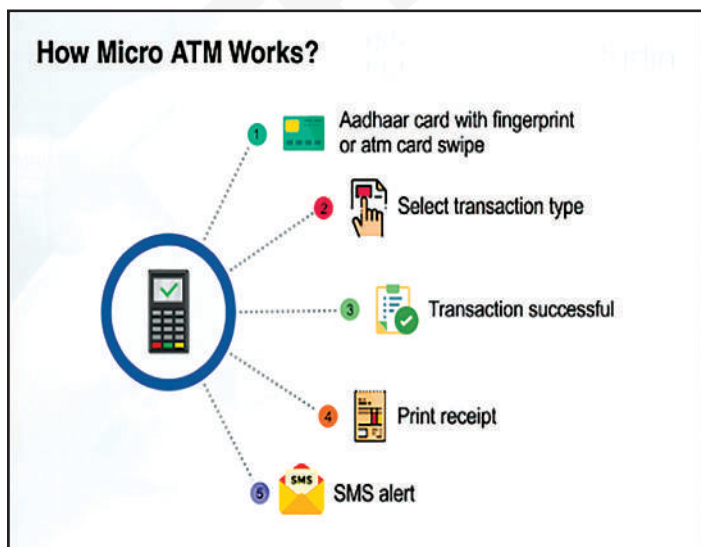 How Micro ATM Works?
1
Aadhaar card with fingerprint
or atm card swipe
2
Select transaction type
3
Transaction successful
4
Print receipt
5
SMS
SMS alert